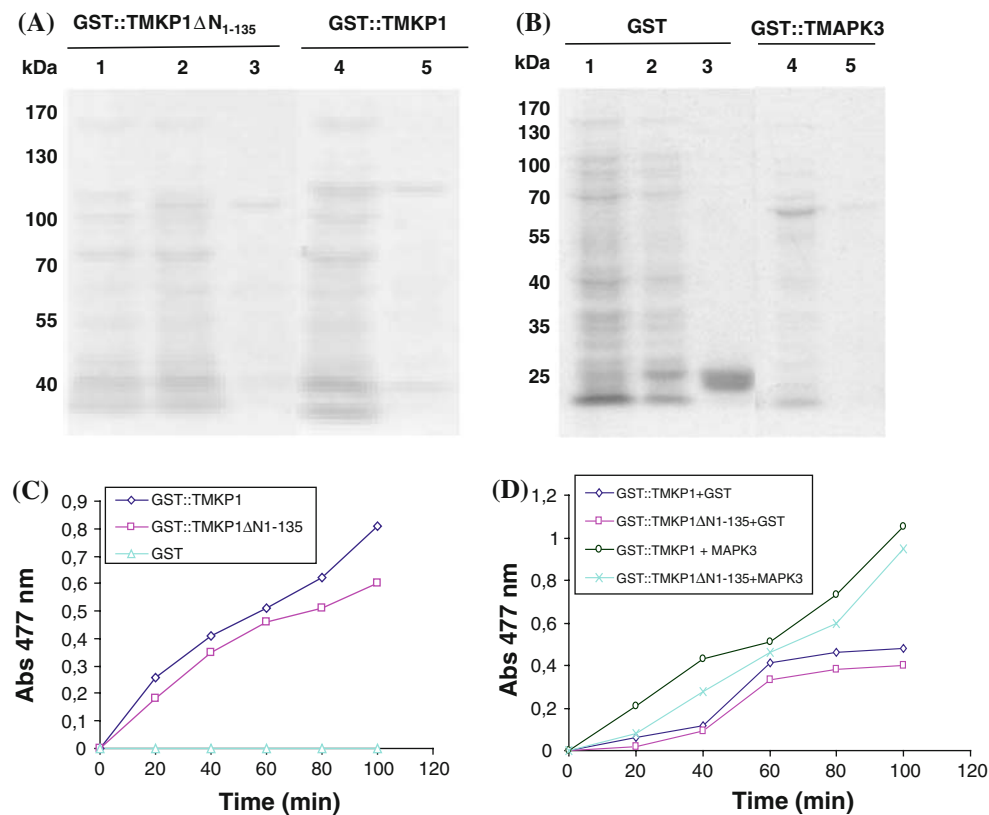 (A) GST::TMKP1ΔN1-135 GST::TMKP1
kDa 1 2 3 4 5
170
130
100
70
55
40
(B) GST GST::TMAPK3
kDa 1 2 3 4 5
170
130
100
70
55
40
35
25
(C)
Abs 477 nm
0,9
0,8
0,7
0,6
0,5
0,4
0,3
0,2
0,1
0
GST::TMKP1
GST::TMKP1ΔN1-135
GST
0 20 40 60 80 100 120
Time (min)
(D)
Abs 477 nm
1,2
1
0,8
0,6
0,4
0,2
0
GST::TMKP1+GST
GST::TMKP1ΔN1-135+GST
GST::TMKP1 + MAPK3
GST::TMKP1ΔN1-135+MAPK3
0 20 40 60 80 100 120
Time (min)